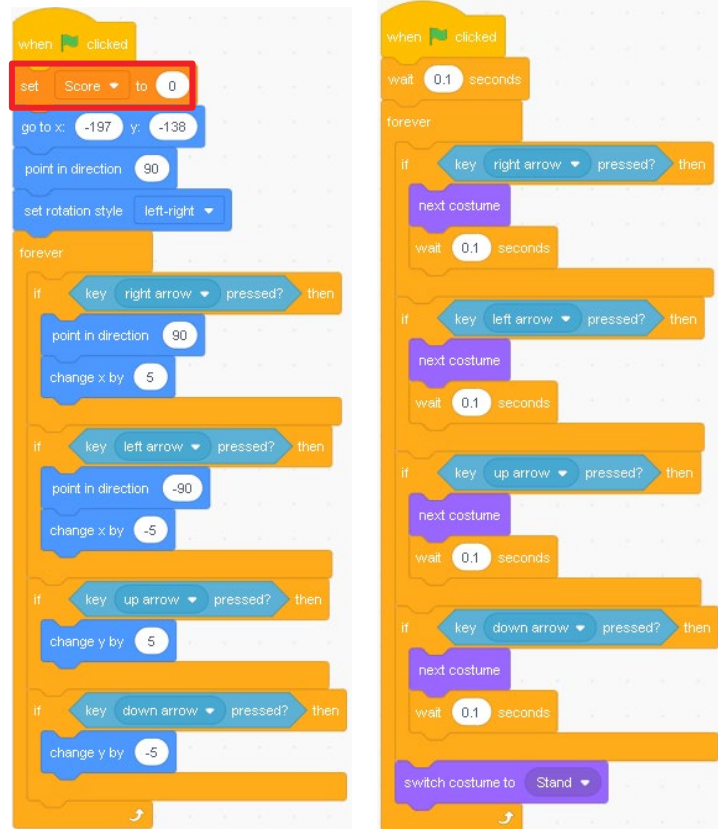 when clicked
set Score to 0
go to x: -197 y: -138
point in direction 90
set rotation style left-right
forever
if key right arrow pressed? then
point in direction 90
change x by 5
if key left arrow pressed? then
point in direction -90
change x by -5
if key up arrow pressed? then
change y by 5
if key down arrow pressed? then
change y by -5
when clicked
wait 0.1 seconds
forever
if key right arrow pressed? then
next costume
wait 0.1 seconds
if key left arrow pressed? then
next costume
wait 0.1 seconds
if key up arrow pressed? then
next costume
wait 0.1 seconds
if key down arrow pressed? then
next costume
wait 0.1 seconds
switch costume to Stand